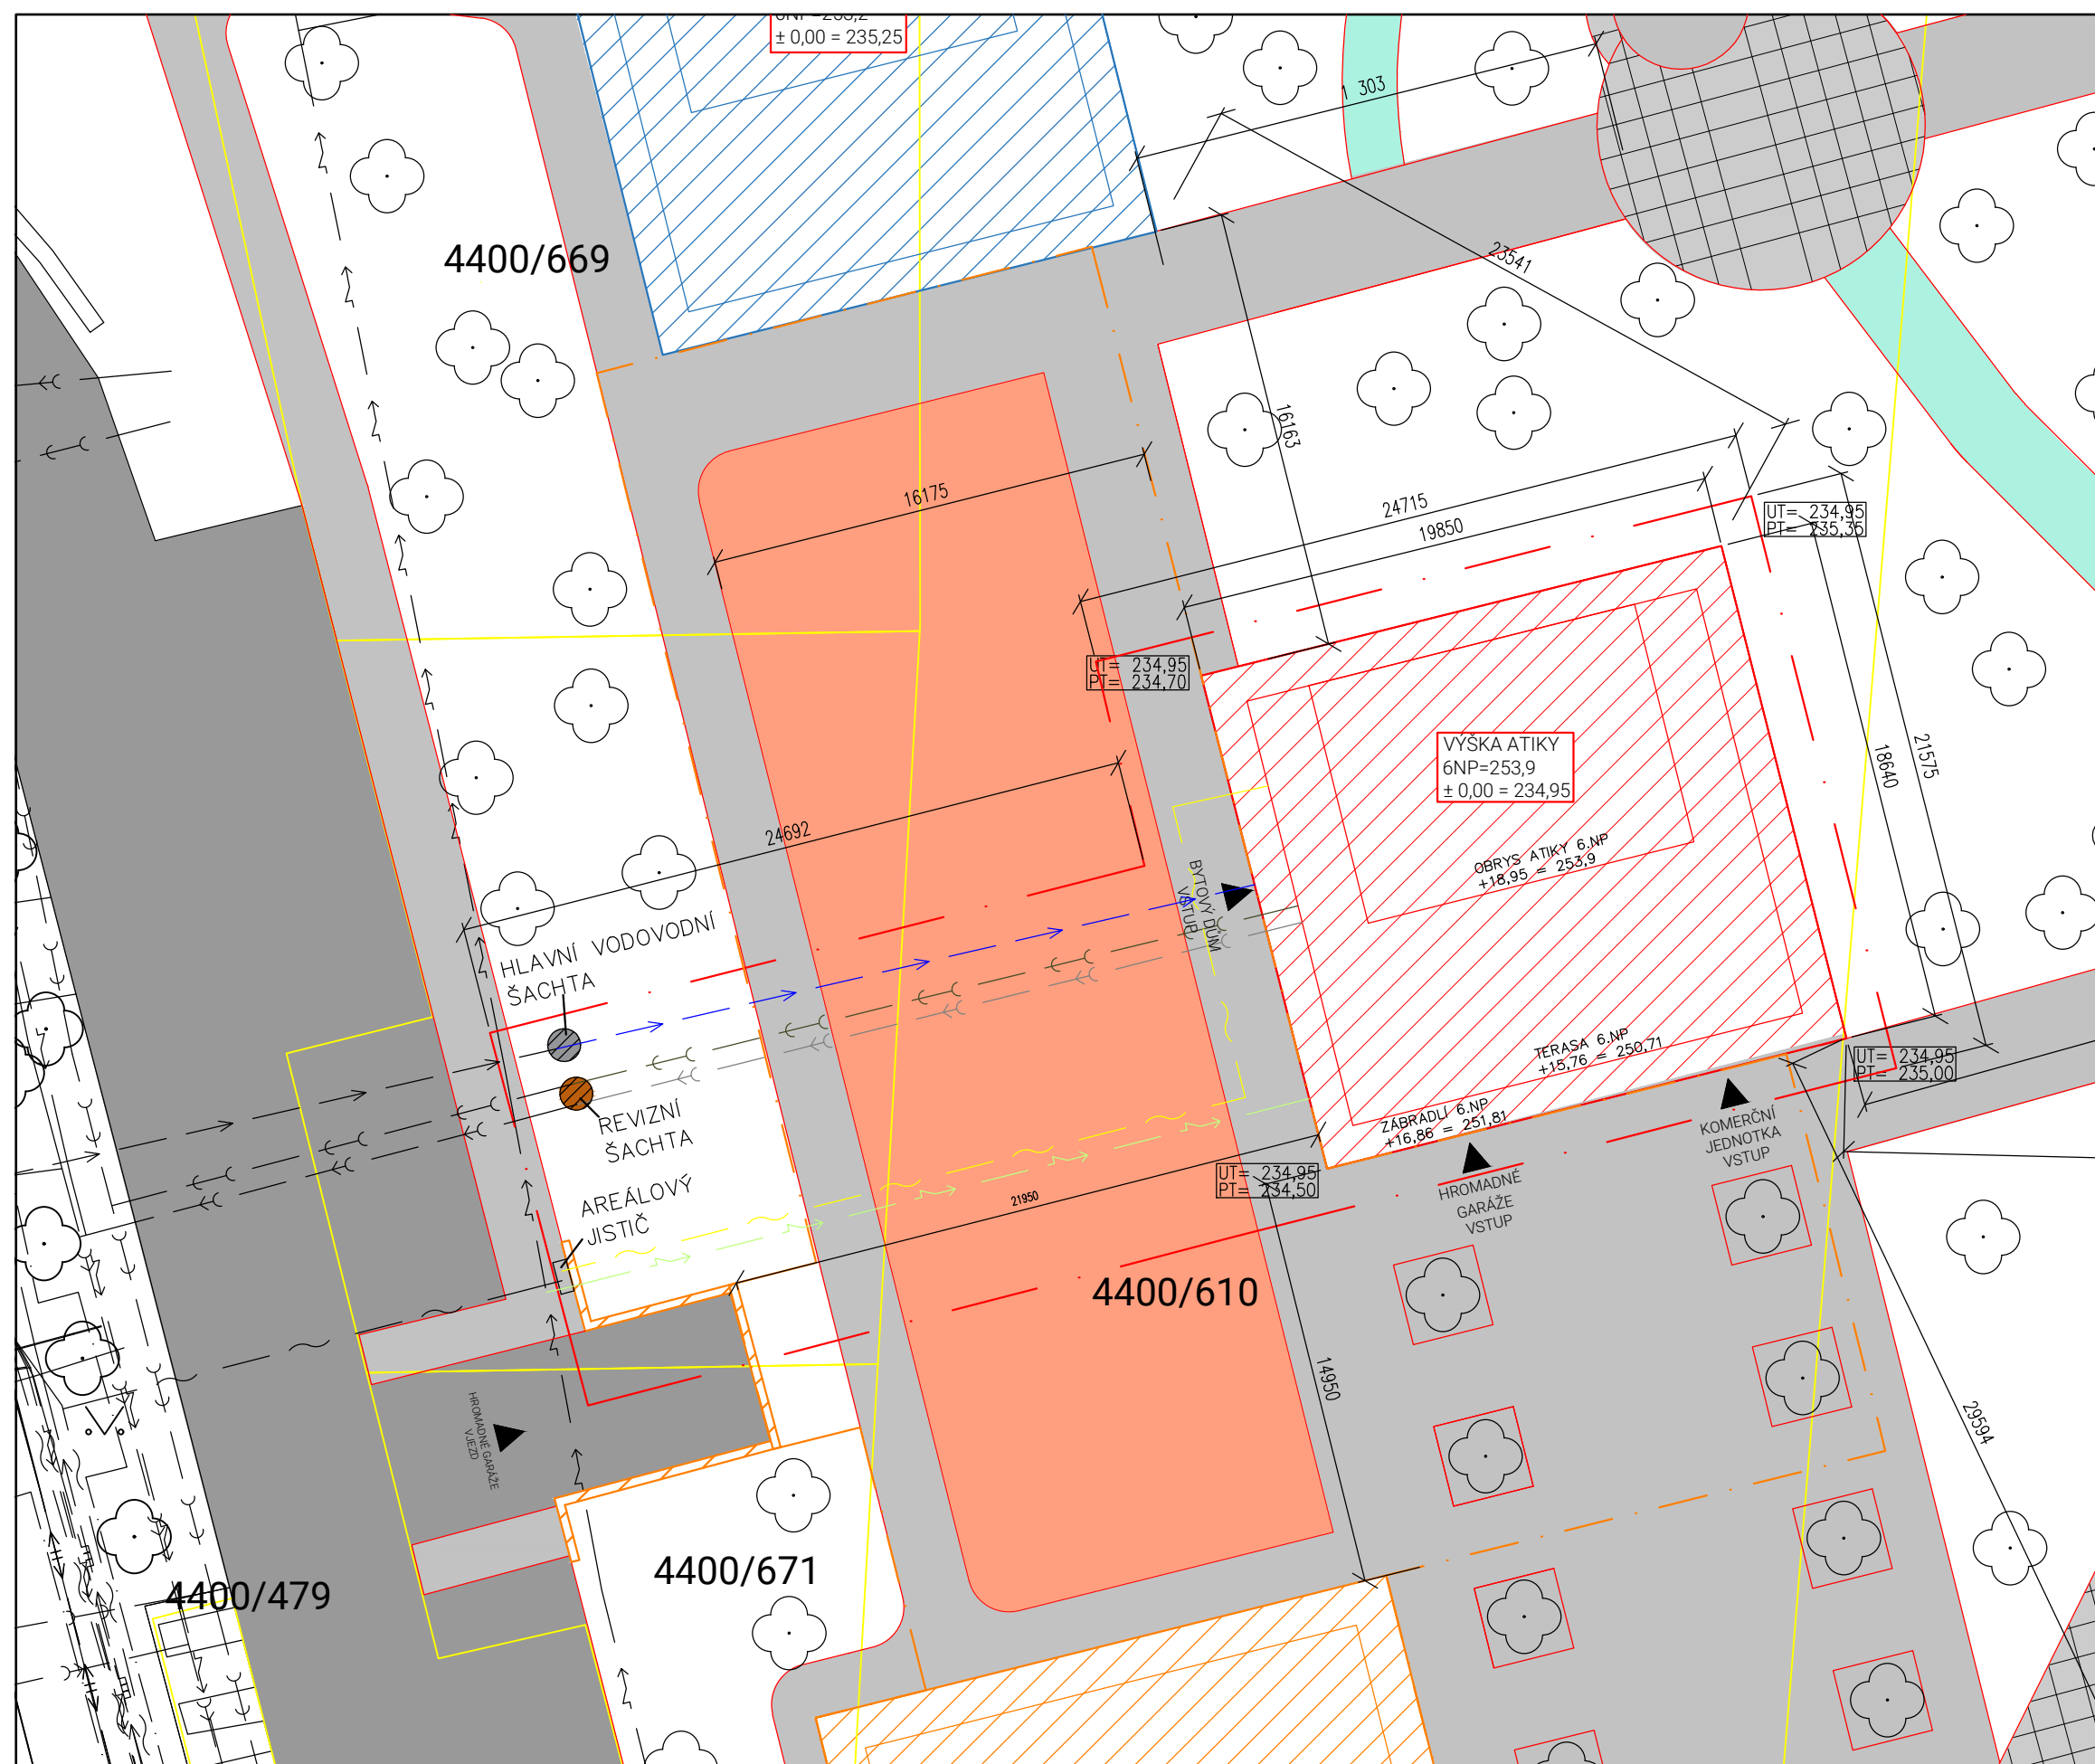 ± 0,00 = 235,25
303
4400/669
23541
16163
16175
24715
19850
UT= 234,95
PT= 235,35
UT= 234,95
PT= 234,70
VÝŠKA ATIKY
6NP=253,9
± 0,00 = 234,95
18640
21575
24692
OBRYS ATIKY 6.NP
+18,95 = 253,9
BYTOVÝ DŮM
VSTUP
HLAVNÍ VODOVODNÍ
ŠACHTA
TERASA 6.NP
+15,76 = 250,71
UT= 234,95
PT= 235,00
ZÁBRADLÍ 6.NP
+16,86 = 251,81
REVIZNÍ
ŠACHTA
KOMERČNÍ
JEDNOTKA
VSTUP
UT= 234,95
PT= 234,50
HROMADNÉ
GARÁŽE
VSTUP
AREÁLOVÝ
JISTIČ
21950
4400/610
14950
HROMADNÉ GARÁŽE
VJEZD
29594
4400/671
4400/479